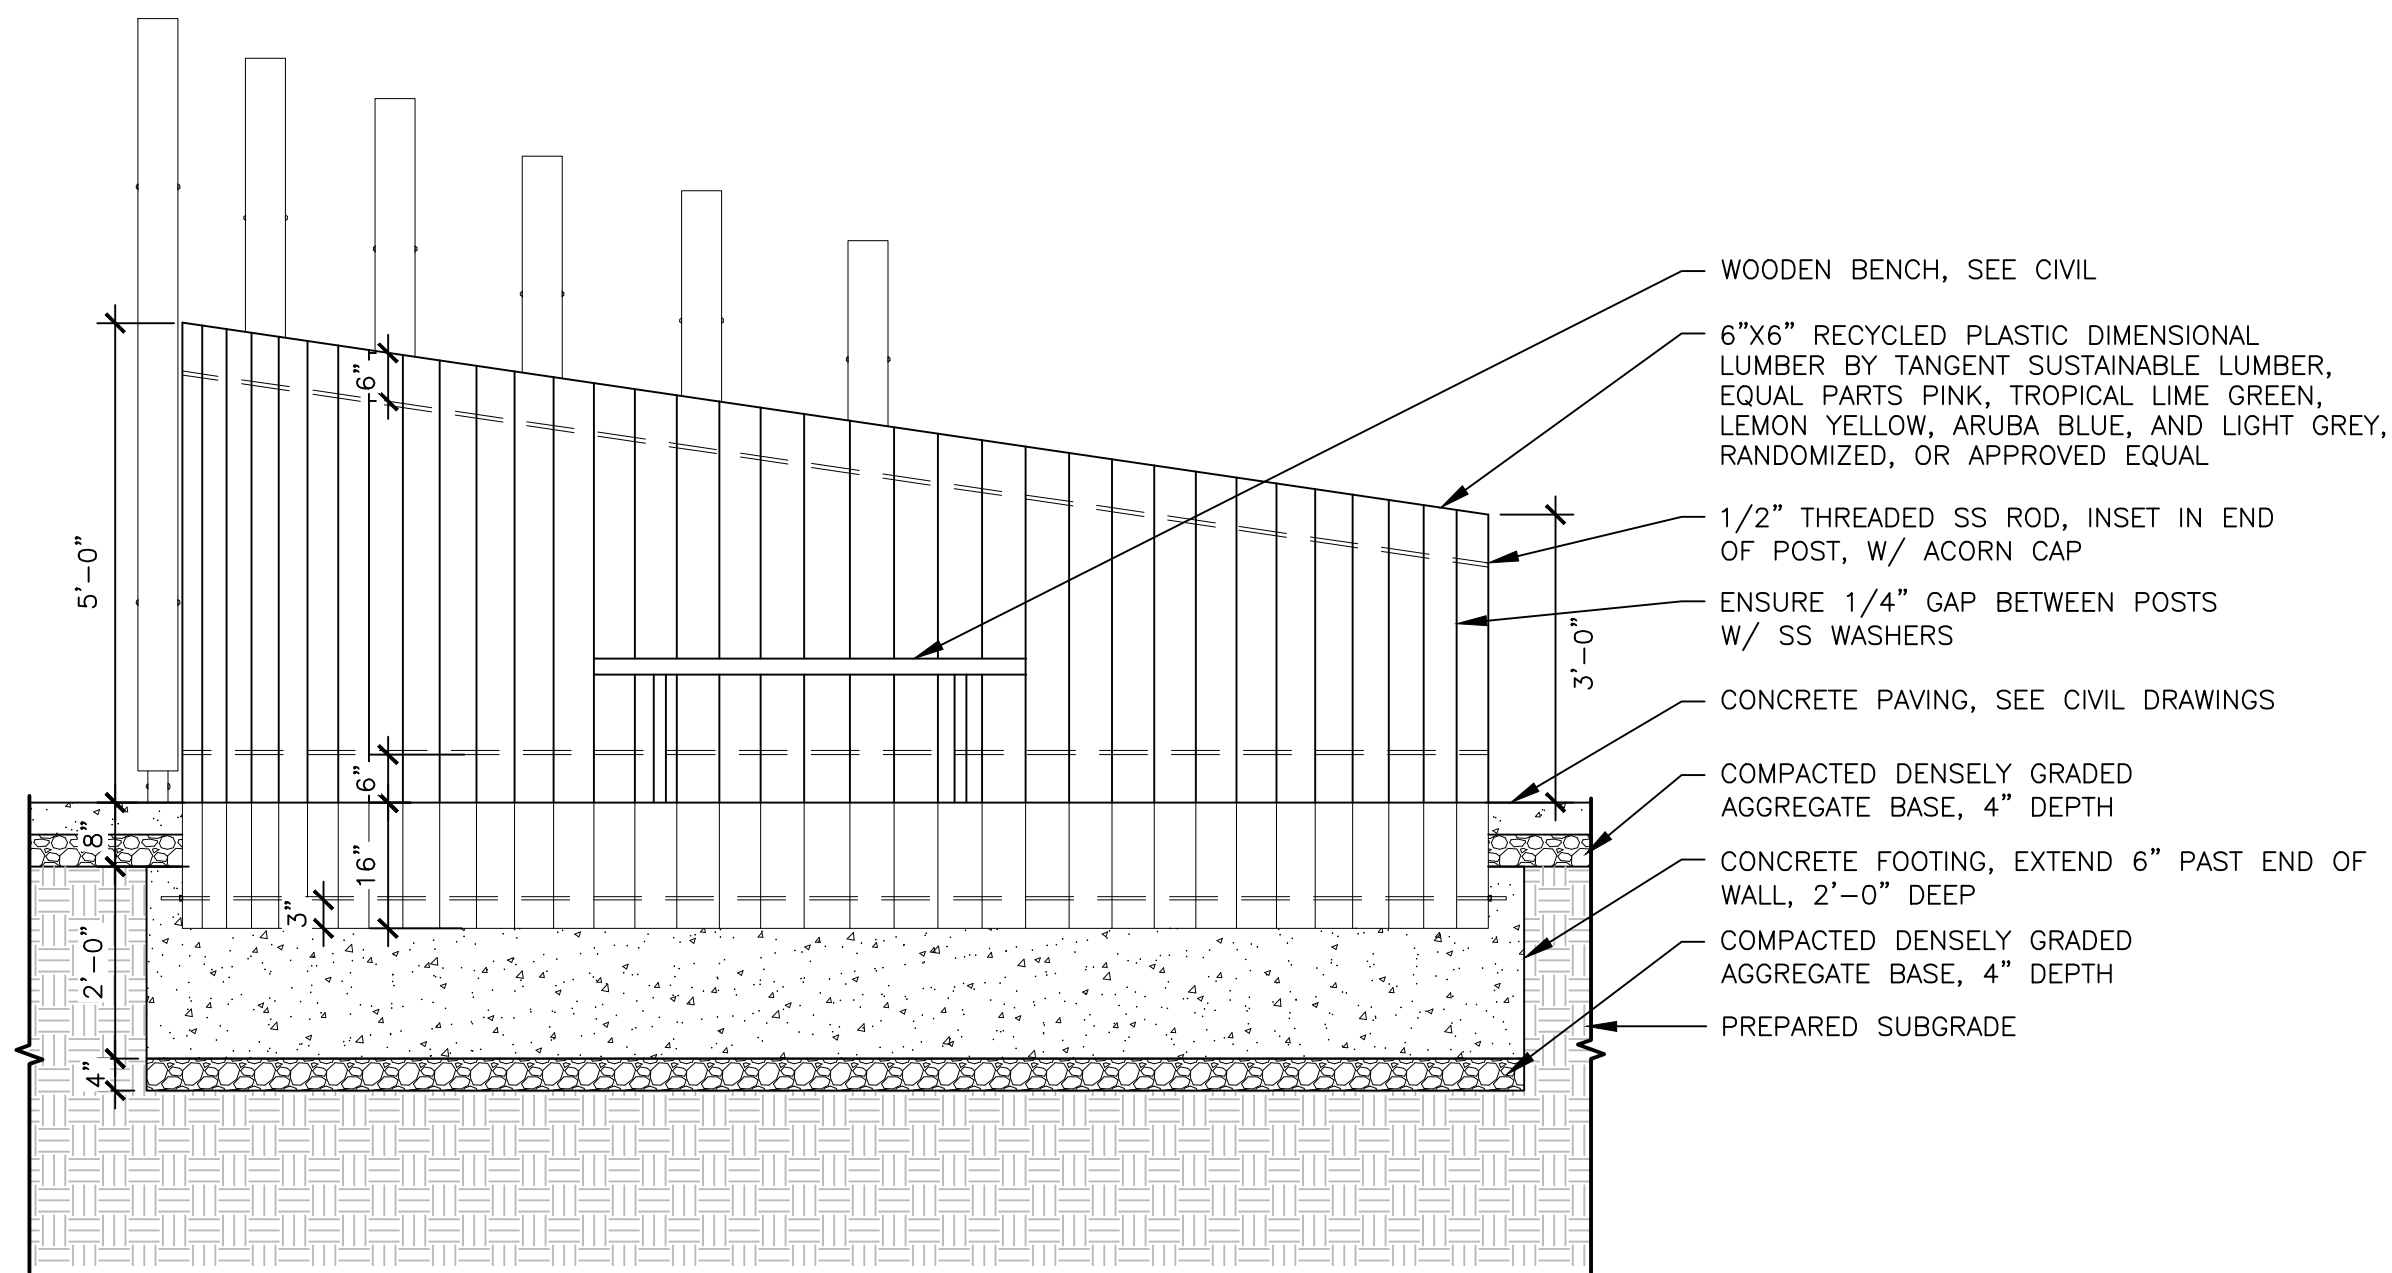 WOODEN BENCH, SEE CIVIL
6”X6” RECYCLED PLASTIC DIMENSIONAL
LUMBER BY TANGENT SUSTAINABLE LUMBER,
EQUAL PARTS PINK, TROPICAL LIME GREEN,
LEMON YELLOW, ARUBA BLUE, AND LIGHT GREY,
RANDOMIZED, OR APPROVED EQUAL
1/2” THREADED SS ROD, INSET IN END
OF POST, W/ ACORN CAP
ENSURE 1/4” GAP BETWEEN POSTS
W/ SS WASHERS
CONCRETE PAVING, SEE CIVIL DRAWINGS
COMPACTED DENSELY GRADED
AGGREGATE BASE, 4” DEPTH
CONCRETE FOOTING, EXTEND 6” PAST END OF
WALL, 2’-0” DEEP
COMPACTED DENSELY GRADED
AGGREGATE BASE, 4” DEPTH
PREPARED SUBGRADE
5’-0”
8”
2’-0”
4”
6”
6”
16”
3”
3’-0”